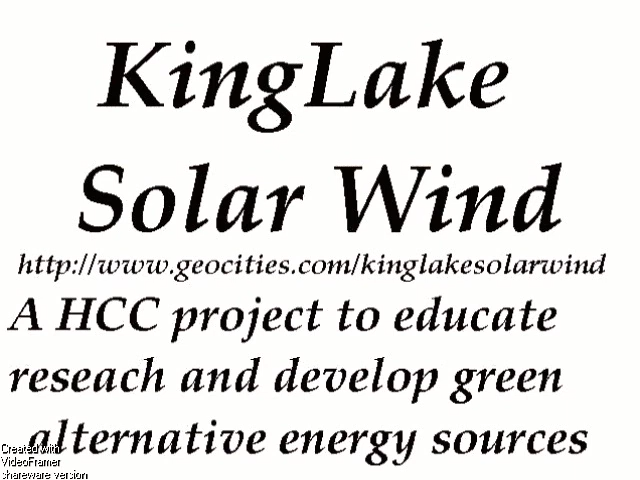 KingLake
Solar Wind
http://www.geocities.com/kinglakesolarwind
A HCC project to educate
reseach and develop green
alternative energy sources
Created with
VideoFramer
shareware version